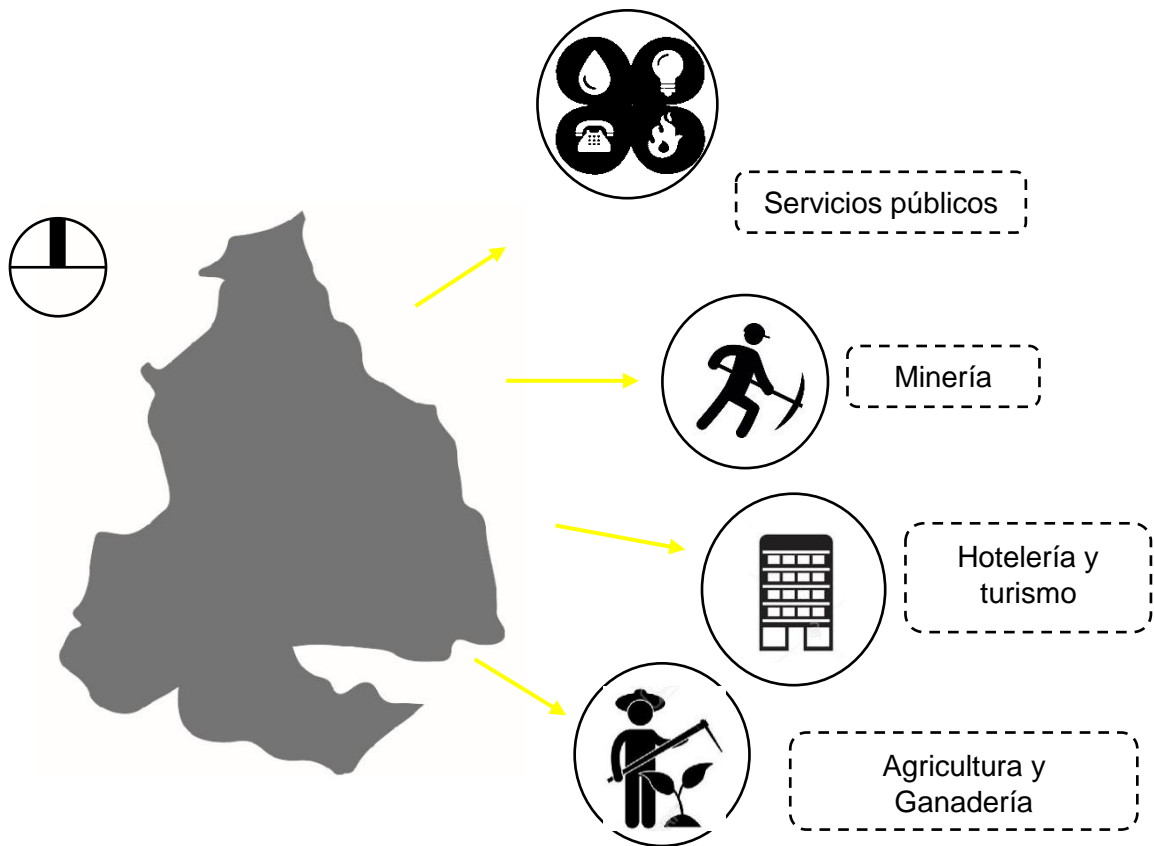 Servicios públicos
Minería
Hotelería y
turismo
Agricultura y
Ganadería